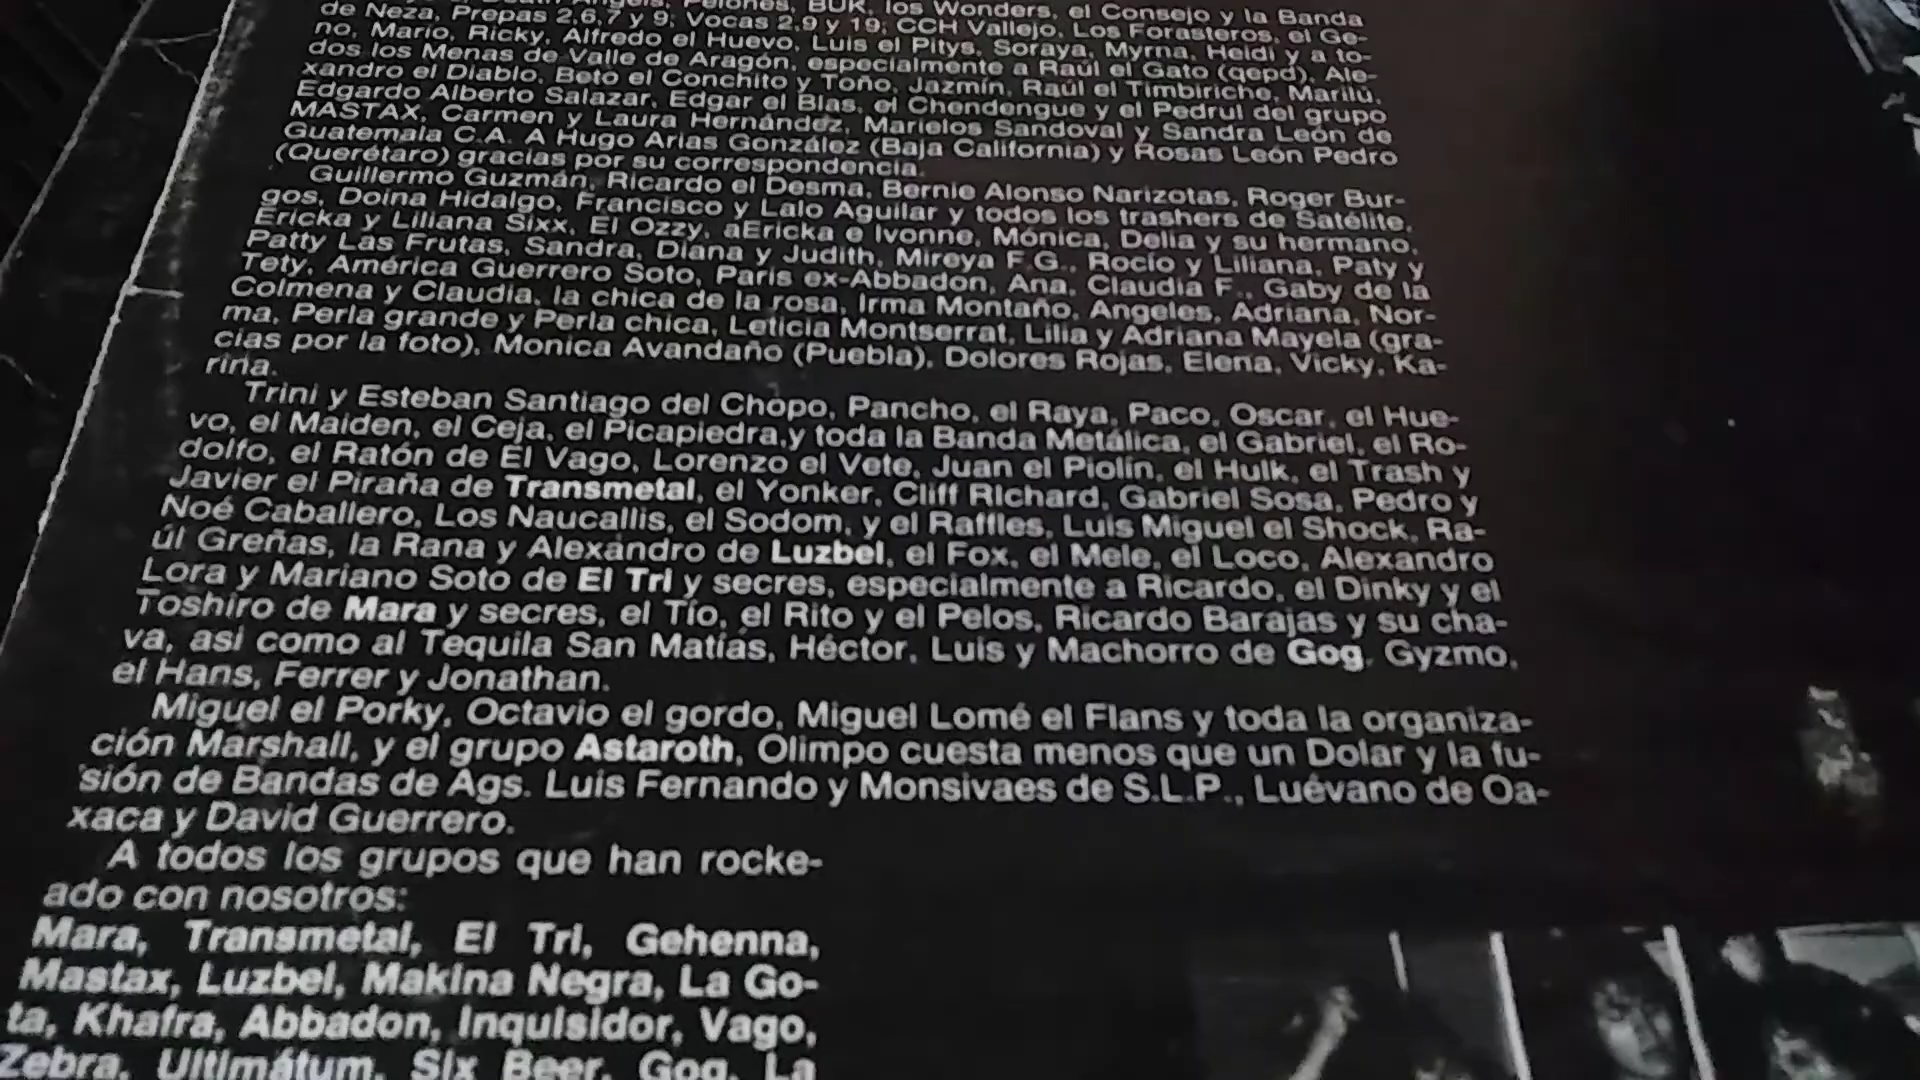 Pelones, BUK, los Wonders, el Consejo y la Banda
de Neza, Prepas 2,6,7 y 9; Vocas 2,9 y 19; CCH Vallejo, Los Forasteros, el Ge-
no, Mario, Ricky, Alfredo el Huevo, Luis el Pitys, Soraya, Myrna, Heidi y a to-
dos los Menas de Valle de Aragón, especialmente a Raúl el Gato (qepd), Ale-
xandro el Diablo, Beto el Conchito y Toño, Jazmín, Raúl el Timbiriche, Marilú,
Edgardo Alberto Salazar, Edgar el Blas, el Chendengue y el Pedrul del grupo
MASTAX, Carmen y Laura Hernández, Marielos Sandoval y Sandra León de
Guatemala C.A. A Hugo Arias González (Baja California) y Rosas León Pedro
(Querétaro) gracias por su correspondencia.
Guillermo Guzmán, Ricardo el Desma, Bernie Alonso Narizotas, Roger Bur-
gos, Doina Hidalgo, Francisco y Lalo Aguilar y todos los trashers de Satélite,
Ericka y Liliana Sixx, El Ozzy, aEricka e Ivonne, Mónica, Delia y su hermano,
Patty Las Frutas, Sandra, Diana y Judith, Mireya F.G., Rocío y Liliana, Paty y
Tety, América Guerrero Soto, Paris ex-Abbadon, Ana, Claudia F., Gaby de la
Colmena y Claudia, la chica de la rosa, Irma Montaño, Angeles, Adriana, Nor-
ma, Perla grande y Perla chica, Leticia Montserrat, Lilia y Adriana Mayela (gra-
cias por la foto), Monica Avandaño (Puebla), Dolores Rojas, Elena, Vicky, Ka-
rina.
Trini y Esteban Santiago del Chopo, Pancho, el Raya, Paco, Oscar, el Hue-
vo, el Maiden, el Ceja, el Picapiedra,y toda la Banda Metálica, el Gabriel, el Ro-
dolfo, el Ratón de El Vago, Lorenzo el Vete, Juan el Piolín, el Hulk, el Trash y
Javier el Piraña de Transmetal, el Yonker, Cliff RIchard, Gabriel Sosa, Pedro y
Noé Caballero, Los Naucallis, el Sodom, y el Raffles, Luis Miguel el Shock, Ra-
úl Greñas, la Rana y Alexandro de Luzbel, el Fox, el Mele, el Loco, Alexandro
Lora y Mariano Soto de El Tri y secres, especialmente a Ricardo, el Dinky y el
Toshiro de Mara y secres, el Tío, el Rito y el Pelos, Ricardo Barajas y su cha-
va, asi como al Tequila San Matías, Héctor, Luis y Machorro de Gog, Gyzmo,
el Hans, Ferrer y Jonathan.
Miguel el Porky, Octavio el gordo, Miguel Lomé el Flans y toda la organiza-
ción Marshall, y el grupo Astaroth, Olimpo cuesta menos que un Dolar y la fu-
sión de Bandas de Ags. Luis Fernando y Monsivaes de S.L.P., Luévano de Oa-
xaca y David Guerrero.
A todos los grupos que han rocke-
ado con nosotros:
Mara, Transmetal, El Tri, Gehenna,
Mastax, Luzbel, Makina Negra, La Go-
ta, Khafra, Abbadon, Inquisidor, Vago,
Zebra, Ultimátum, Six Beer, Gog, La